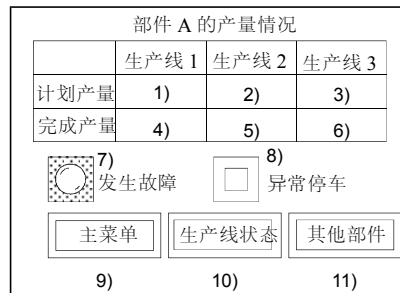 部件 A 的产量情况
生产线 1 生产线 2 生产线 3
计划产量 1) 2) 3)
完成产量 4) 5) 6)
7) 8)
发生故障 异常停车
主菜单 生产线状态 其他部件
9) 10) 11)